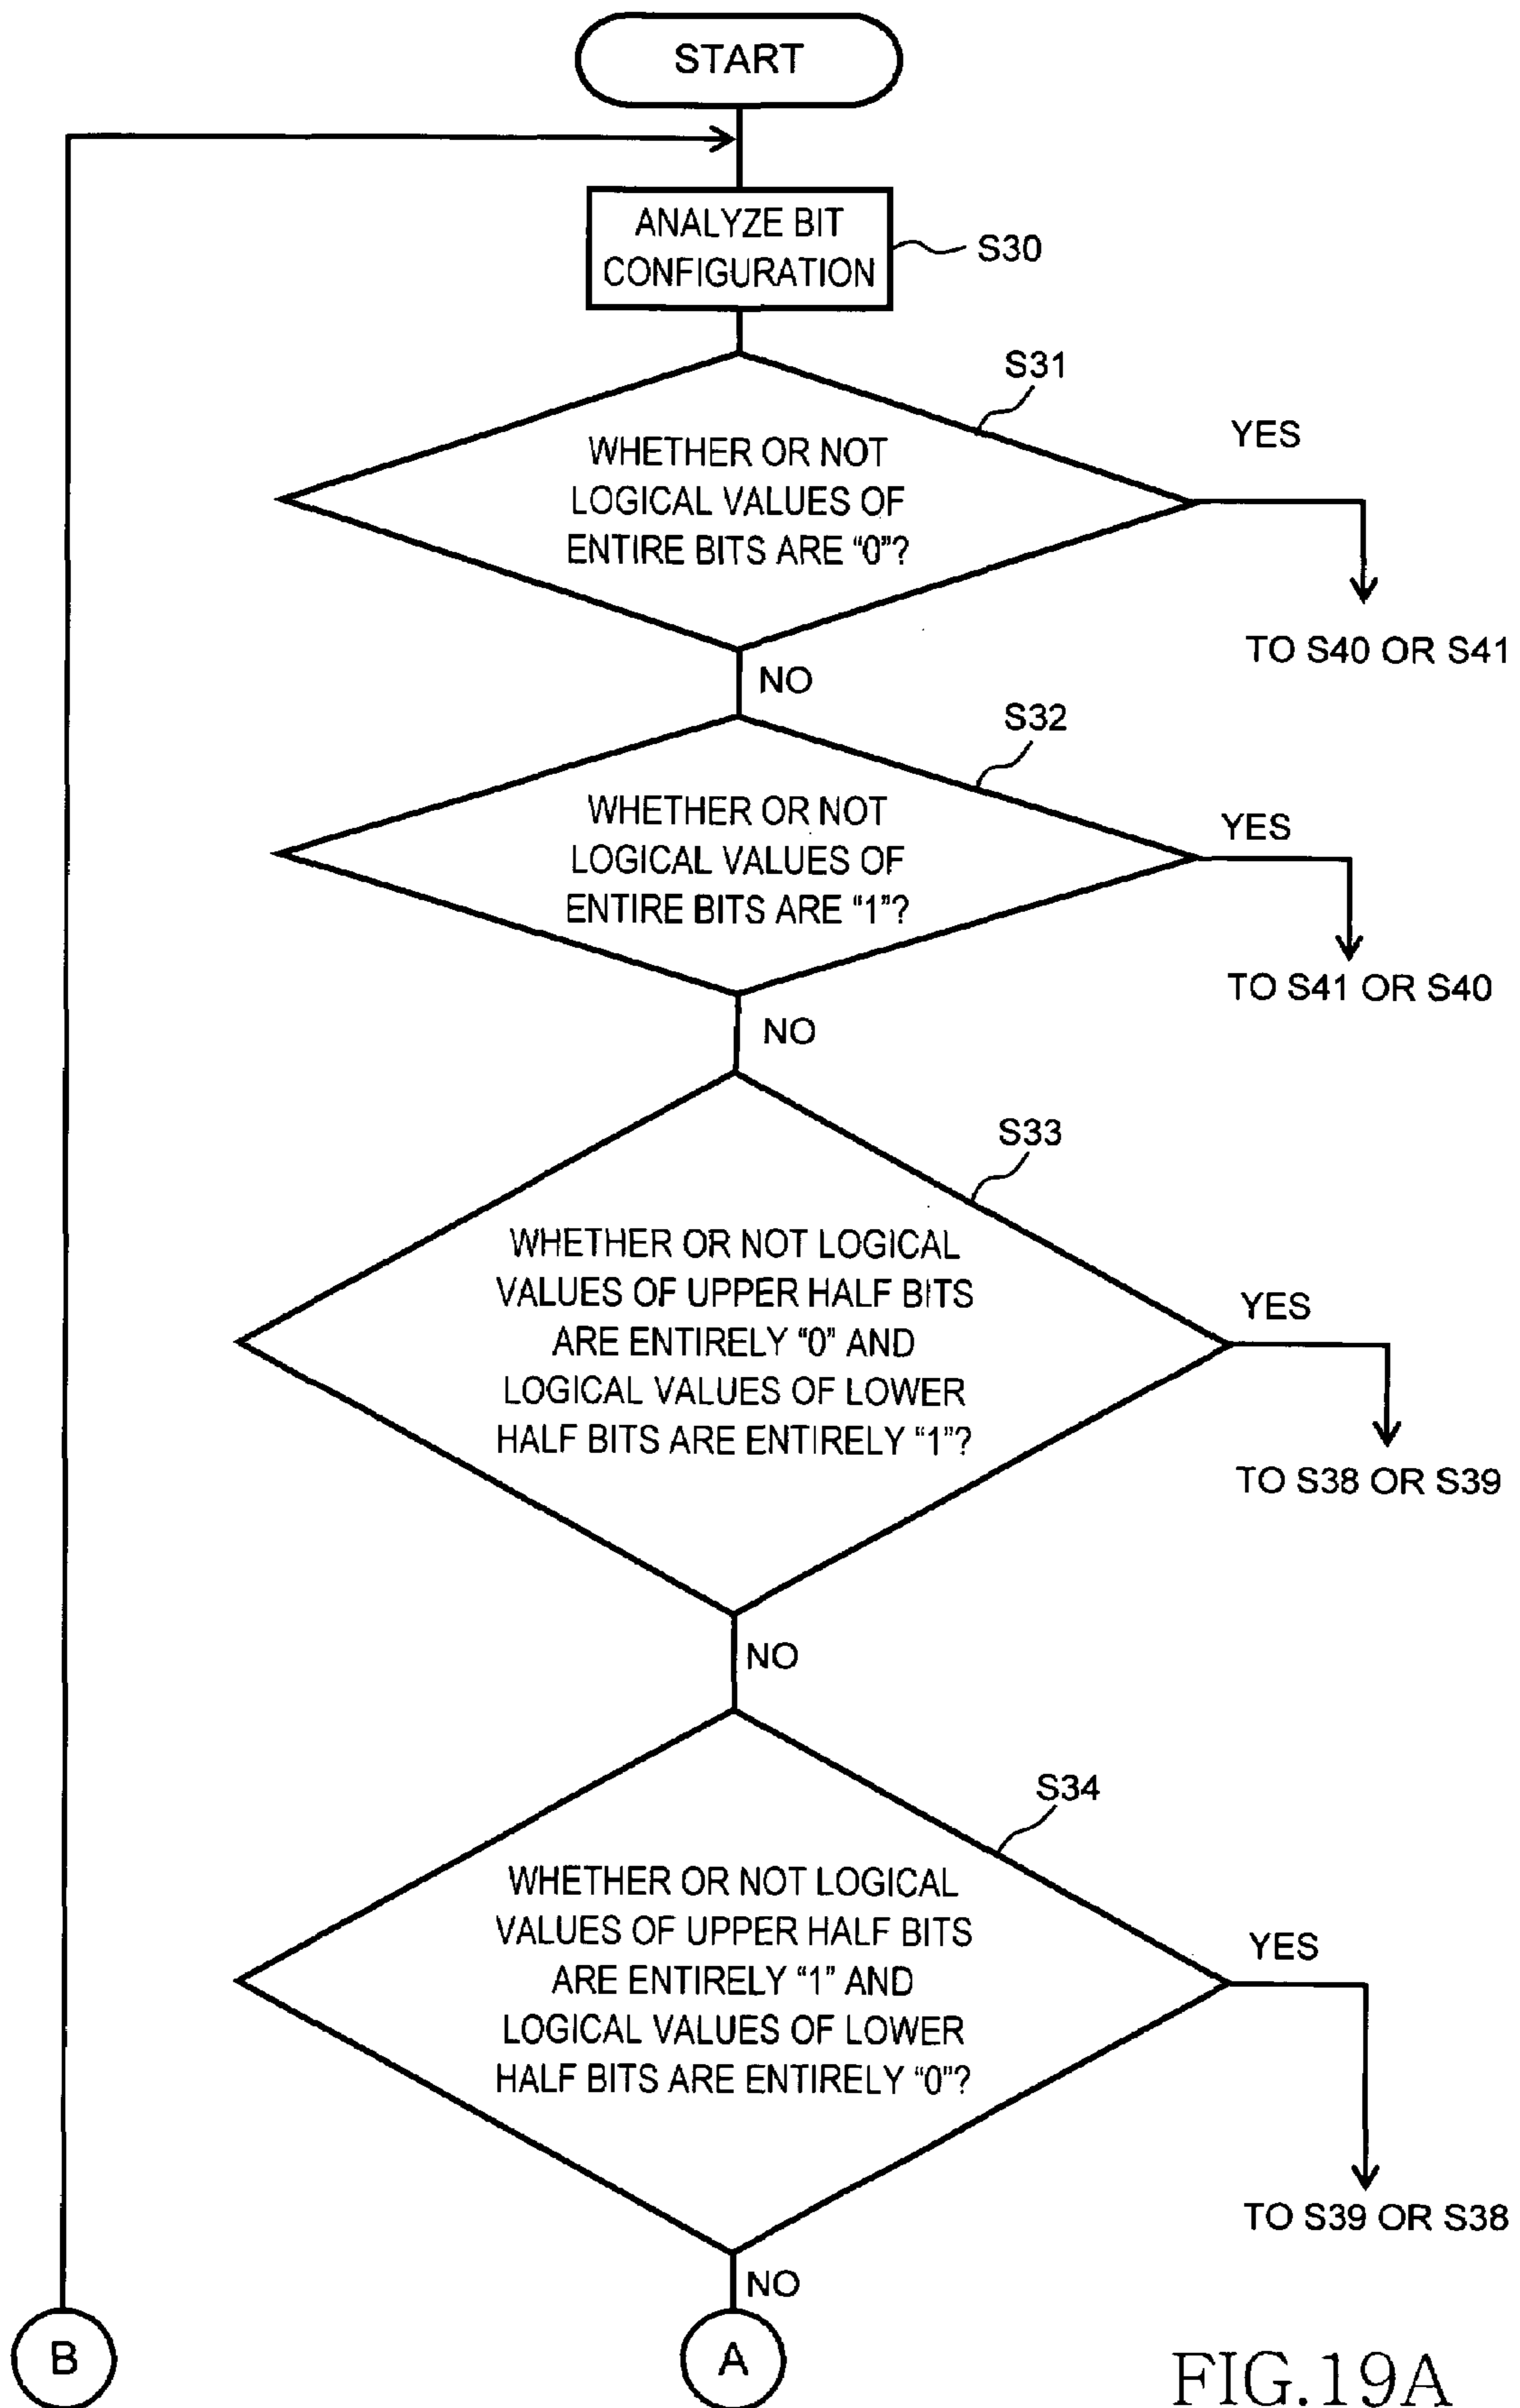 START
ANALYZE BIT
CONFIGURATION
S30
S31
WHETHER OR NOT
LOGICAL VALUES OF
ENTIRE BITS ARE “0”?
YES
TO S40 OR S41
NO
S32
WHETHER OR NOT
LOGICAL VALUES OF
ENTIRE BITS ARE “1”?
YES
TO S41 OR S40
NO
S33
WHETHER OR NOT LOGICAL
VALUES OF UPPER HALF BITS
ARE ENTIRELY “0” AND
LOGICAL VALUES OF LOWER
HALF BITS ARE ENTIRELY “1”?
YES
TO S38 OR S39
NO
S34
WHETHER OR NOT LOGICAL
VALUES OF UPPER HALF BITS
ARE ENTIRELY “1” AND
LOGICAL VALUES OF LOWER
HALF BITS ARE ENTIRELY “0”?
YES
TO S39 OR S38
NO
B
A
FIG.19A